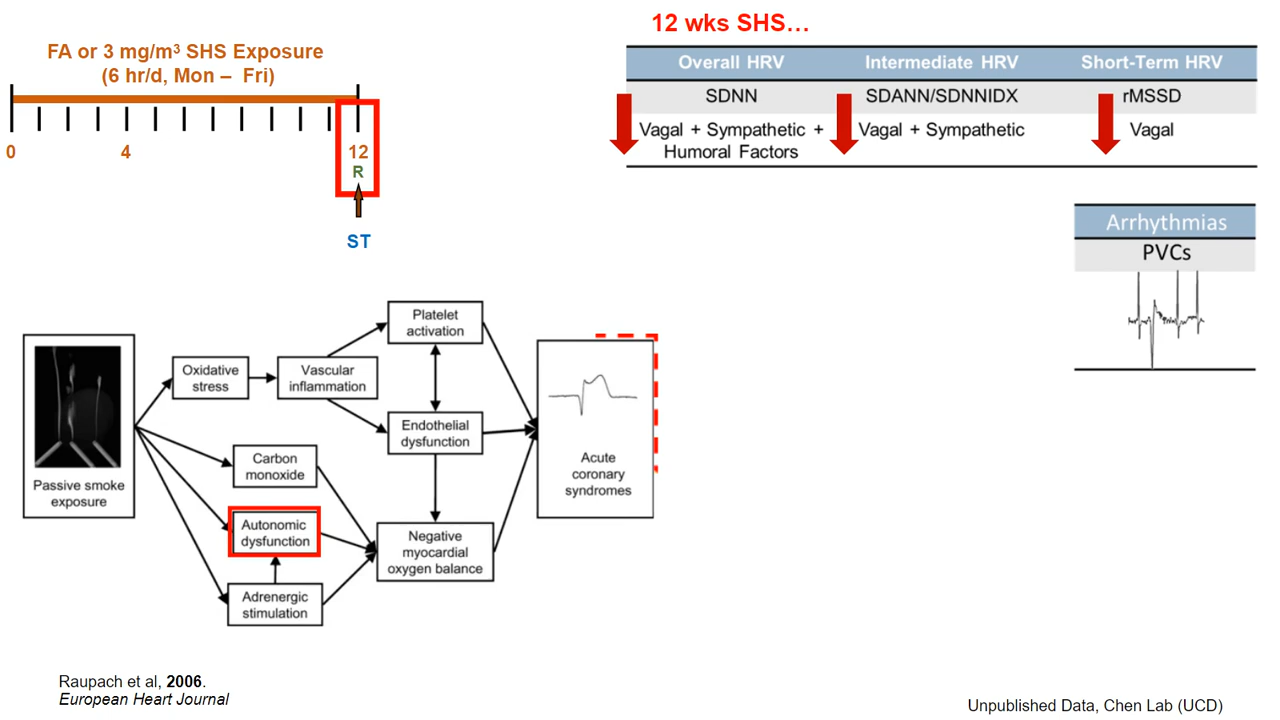 12 wks SHS…
FA or 3 mg/m³ SHS Exposure
(6 hr/d, Mon – Fri)
0
4
12
R
ST
Overall HRV
Intermediate HRV
Short-Term HRV
SDNN
SDANN/SDNNIDX
rMSSD
Vagal + Sympathetic +
Humoral Factors
Vagal + Sympathetic
Vagal
Arrhythmias
PVCs
Passive smoke
exposure
Oxidative
stress
Vascular
inflammation
Platelet
activation
Endothelial
dysfunction
Carbon
monoxide
Autonomic
dysfunction
Adrenergic
stimulation
Negative
myocardial
oxygen balance
Acute
coronary
syndromes
Raupach et al, 2006.
European Heart Journal
Unpublished Data, Chen Lab (UCD)